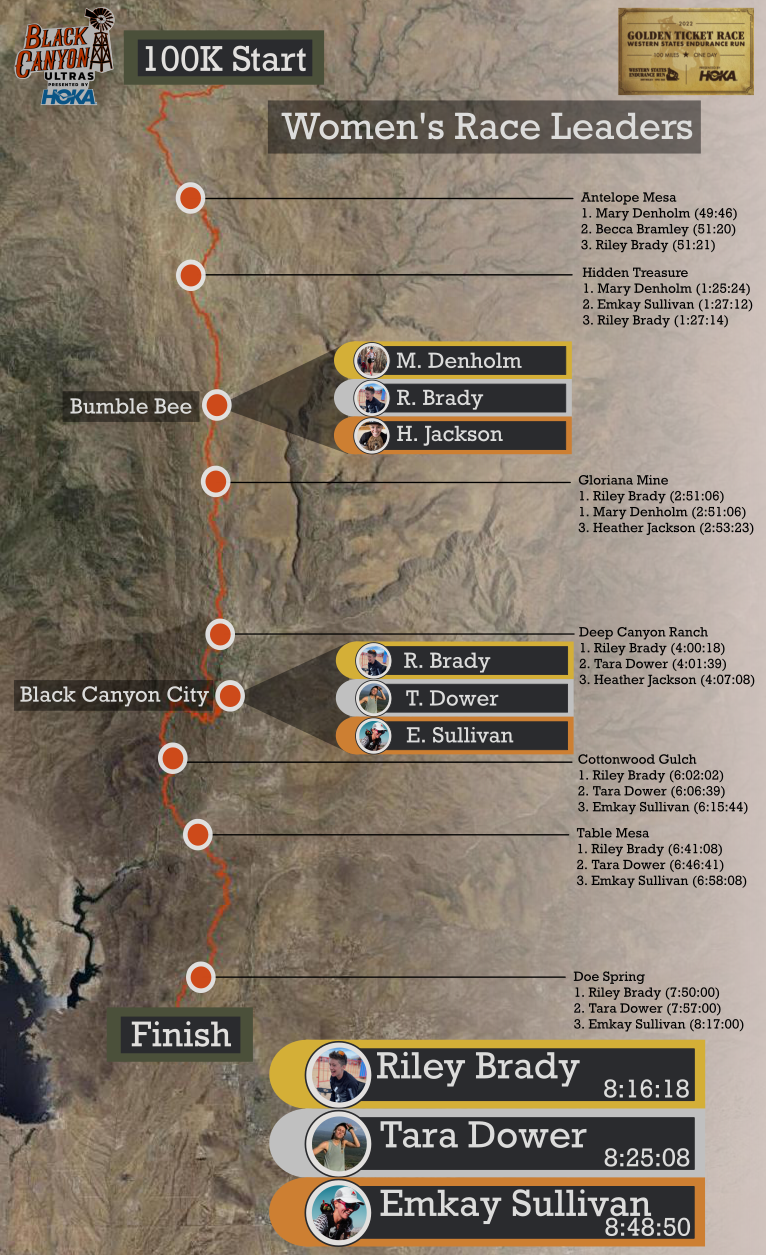 BLACK
CANYON
ULTRAS
PRESENTED BY
HOKA
100K Start
2022
GOLDEN TICKET RACE
WESTERN STATES ENDURANCE RUN
100 MILES ★ ONE DAY
WESTERN STATES
ENDURANCE RUN
PRESENTED BY
HOKA
Women's Race Leaders
Antelope Mesa
1. Mary Denholm (49:46)
2. Becca Bramley (51:20)
3. Riley Brady (51:21)
Hidden Treasure
1. Mary Denholm (1:25:24)
2. Emkay Sullivan (1:27:12)
3. Riley Brady (1:27:14)
Bumble Bee
M. Denholm
R. Brady
H. Jackson
Gloriana Mine
1. Riley Brady (2:51:06)
1. Mary Denholm (2:51:06)
3. Heather Jackson (2:53:23)
Deep Canyon Ranch
1. Riley Brady (4:00:18)
2. Tara Dower (4:01:39)
3. Heather Jackson (4:07:08)
Black Canyon City
R. Brady
T. Dower
E. Sullivan
Cottonwood Gulch
1. Riley Brady (6:02:02)
2. Tara Dower (6:06:39)
3. Emkay Sullivan (6:15:44)
Table Mesa
1. Riley Brady (6:41:08)
2. Tara Dower (6:46:41)
3. Emkay Sullivan (6:58:08)
Doe Spring
1. Riley Brady (7:50:00)
2. Tara Dower (7:57:00)
3. Emkay Sullivan (8:17:00)
Finish
Riley Brady
8:16:18
Tara Dower
8:25:08
Emkay Sullivan
8:48:50